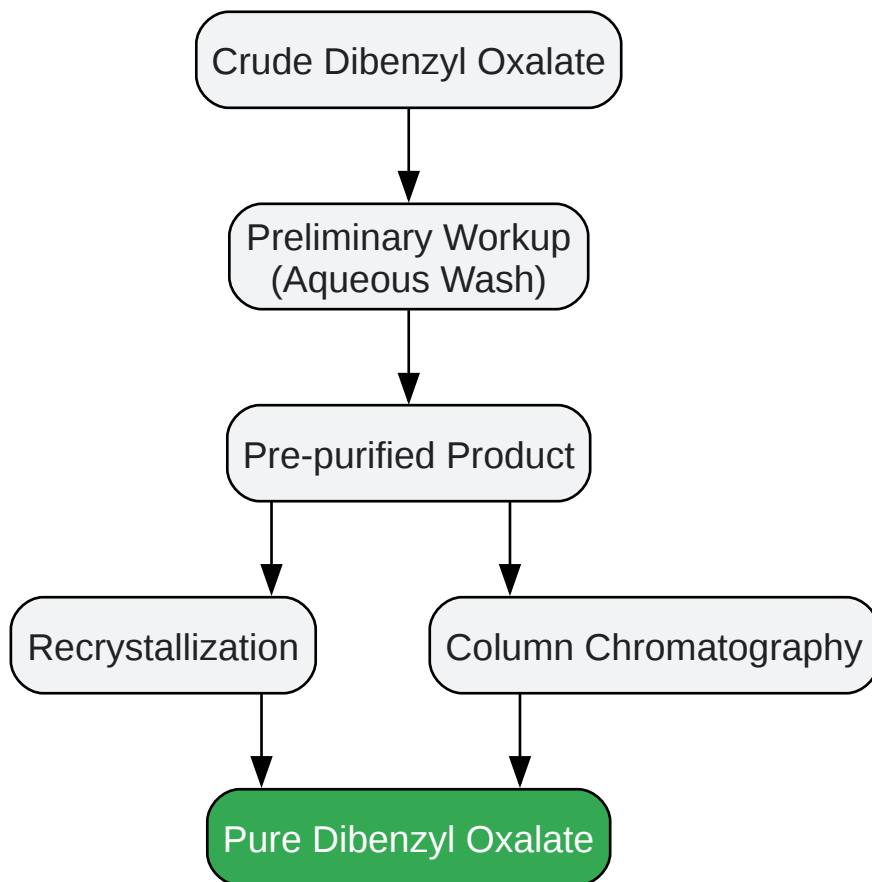 Crude Dibenzyl Oxalate
Preliminary Workup
(Aqueous Wash)
Pre-purified Product
Recrystallization
Column Chromatography
Pure Dibenzyl Oxalate